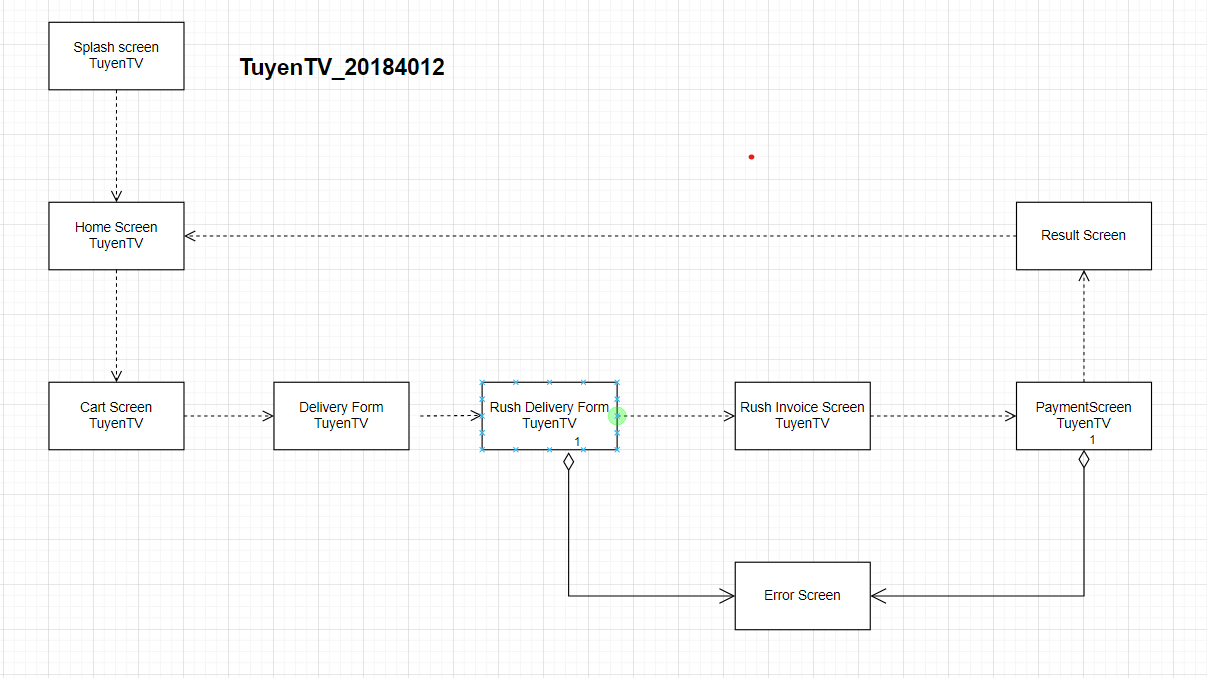 Splash screen
TuyenTV
TuyenTV_20184012
Home Screen
TuyenTV
Result Screen
Cart Screen
TuyenTV
Delivery Form
TuyenTV
Rush Delivery Form
TuyenTV
1
Rush Invoice Screen
TuyenTV
PaymentScreen
TuyenTV
1
Error Screen